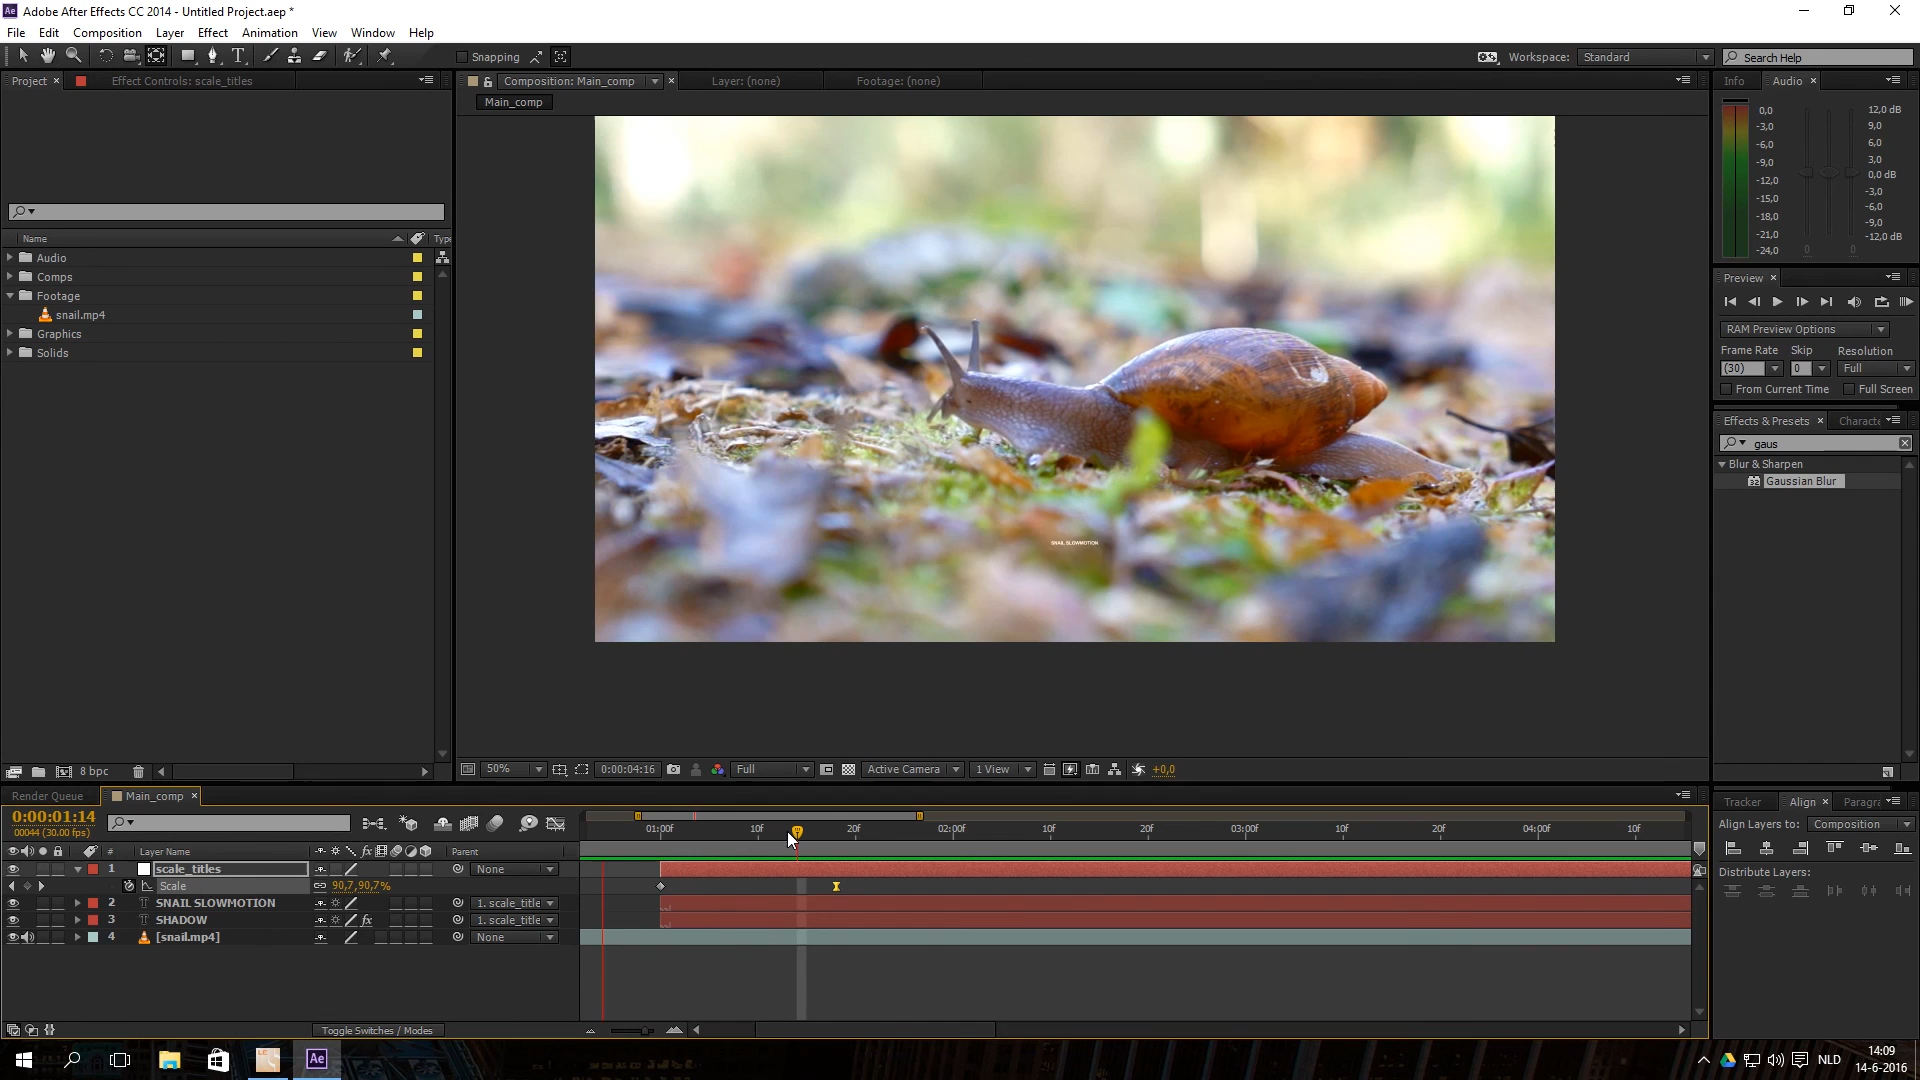 Ae Adobe After Effects CC 2014 - Untitled Project.aep *
File Edit Composition Layer Effect Animation View Window Help
Snapping Workspace: Standard Search Help
Project × Effect Controls: scale_titles Composition: Main_comp × Layer: (none) Footage: (none) Info Audio ×
Main_comp
0,0 12,0 dB
-3,0 9,0
-6,0 6,0
-9,0 3,0
-12,0 0,0 dB
-15,0 -3,0
-18,0 -6,0
-21,0 -9,0
-24,0 0 0 -12,0 dB
Name Type
Audio
Comps
Footage
snail.mp4
Graphics
Solids
Preview ×
RAM Preview Options
Frame Rate Skip Resolution
(30) 0 Full
From Current Time Full Screen
Effects & Presets × Characte
gaus
Blur & Sharpen
32 Gaussian Blur
SNAIL SLOWMOTION
8 bpc 50% 0:00:04:16 Full Active Camera 1 View +0,0
Render Queue Main_comp × Tracker Align × Paragra
0:00:01:14
00044 (30.00 fps)
01:00f 10f 20f 02:00f 10f 20f 03:00f 10f 20f 04:00f 10f
Align Layers to: Composition
# Layer Name fx Parent
1 scale_titles None
Scale 90,7,90,7%
2 T SNAIL SLOWMOTION 1. scale_title
3 T SHADOW fx 1. scale_title
4 [snail.mp4] None
Distribute Layers:
Toggle Switches / Modes
LE Ae NLD
14:09
14-6-2016